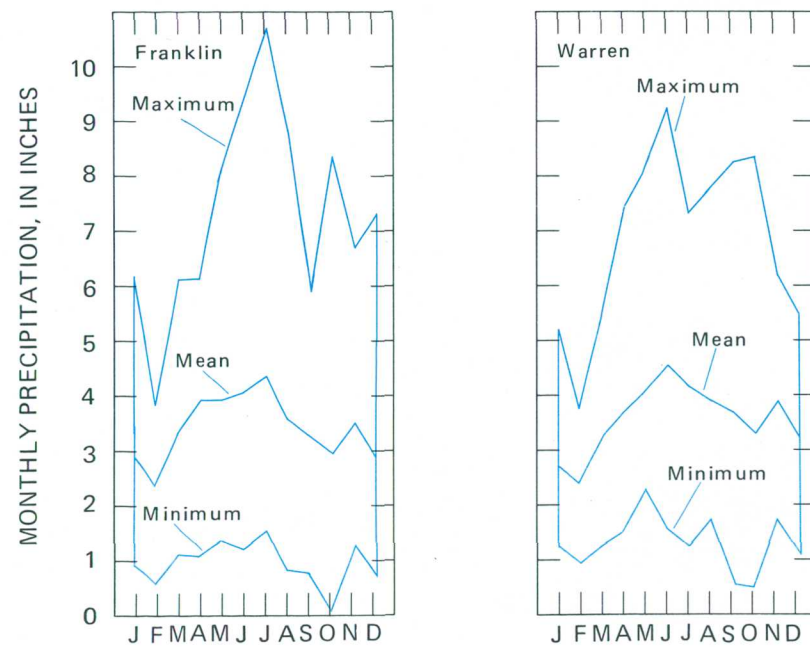 MONTHLY PRECIPITATION, IN INCHES
10
9
8
7
6
5
4
3
2
1
0
Franklin
Maximum
Mean
Minimum
J F M A M J J A S O N D
Warren
Maximum
Mean
Minimum
J F M A M J J A S O N D